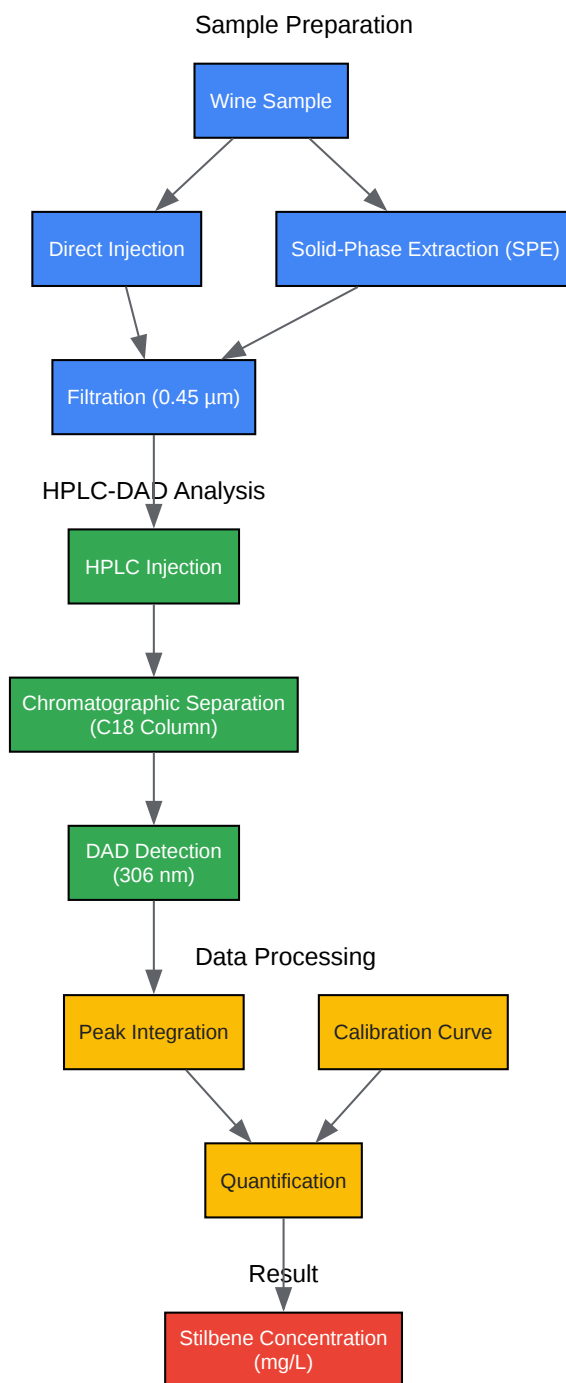 Sample Preparation
Wine Sample
Direct Injection
Solid-Phase Extraction (SPE)
Filtration (0.45 µm)
HPLC-DAD Analysis
HPLC Injection
Chromatographic Separation
(C18 Column)
DAD Detection
(306 nm)
Data Processing
Peak Integration
Calibration Curve
Quantification
Result
Stilbene Concentration
(mg/L)